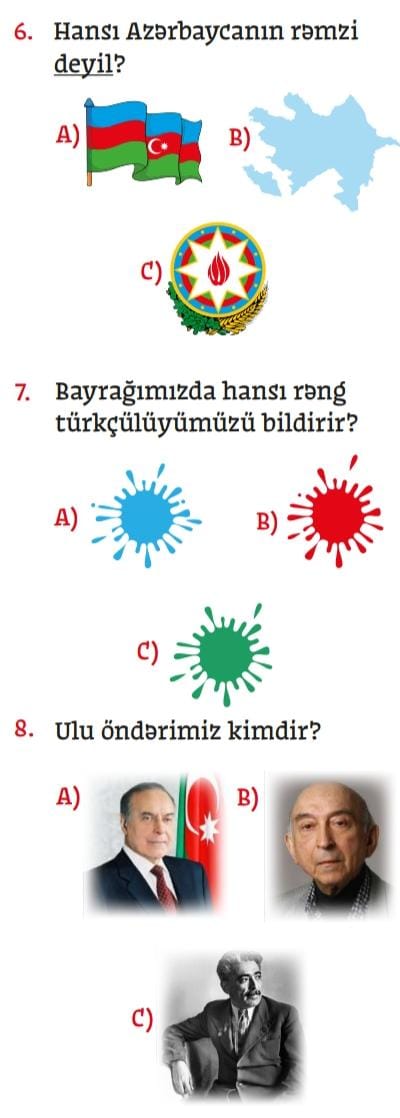 6. Hansı Azərbaycanın rəmzi
deyil?
A)
B)
C)
7. Bayrağımızda hansı rəng
türkçülüyümüzü bildirir?
A)
B)
C)
8. Ulu öndərimiz kimdir?
A)
B)
C)